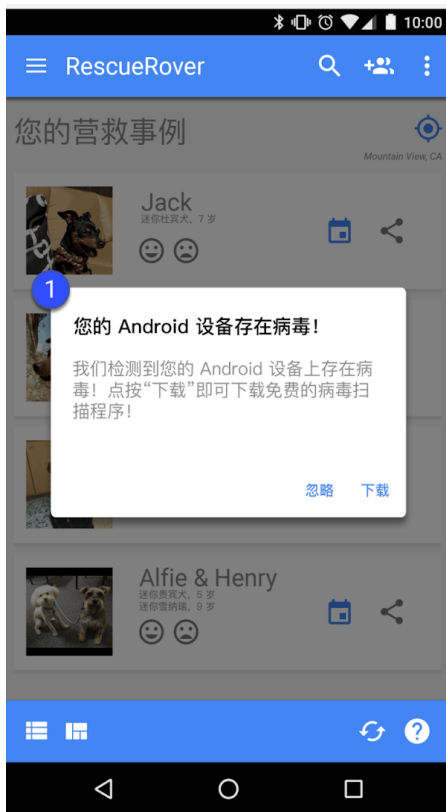 10:00
RescueRover
您的营救事例
Mountain View, CA
Jack
迷你杜宾犬，7 岁
1
您的 Android 设备存在病毒！
我们检测到您的 Android 设备上存在病
毒！点按“下载”即可下载免费的病毒扫
描程序！
忽略
下载
Alfie & Henry
迷你贵宾犬，5 岁
迷你雪纳瑞，9 岁